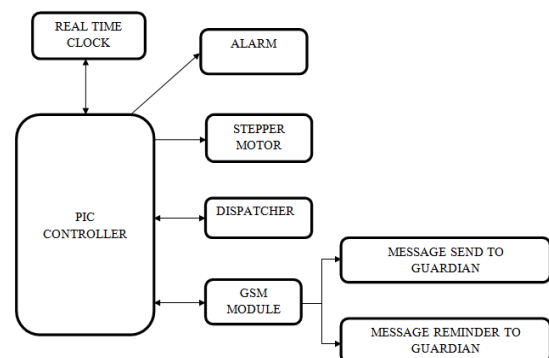 REAL TIME
CLOCK
ALARM
STEPPER
MOTOR
PIC
CONTROLLER
DISPATCHER
GSM
MODULE
MESSAGE SEND TO
GUARDIAN
MESSAGE REMINDER TO
GUARDIAN